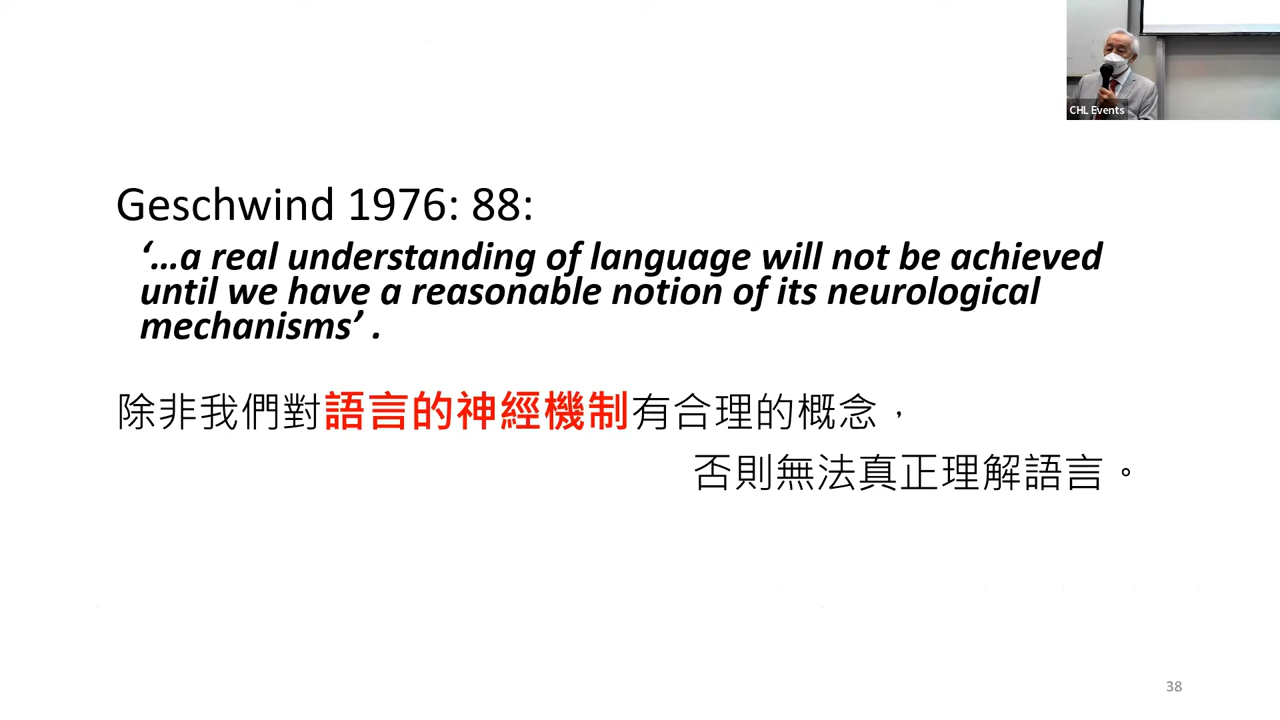 CHL Events
Geschwind 1976: 88:
‘…a real understanding of language will not be achieved
until we have a reasonable notion of its neurological
mechanisms’ .
除非我們對語言的神經機制有合理的概念，
否則無法真正理解語言。
38